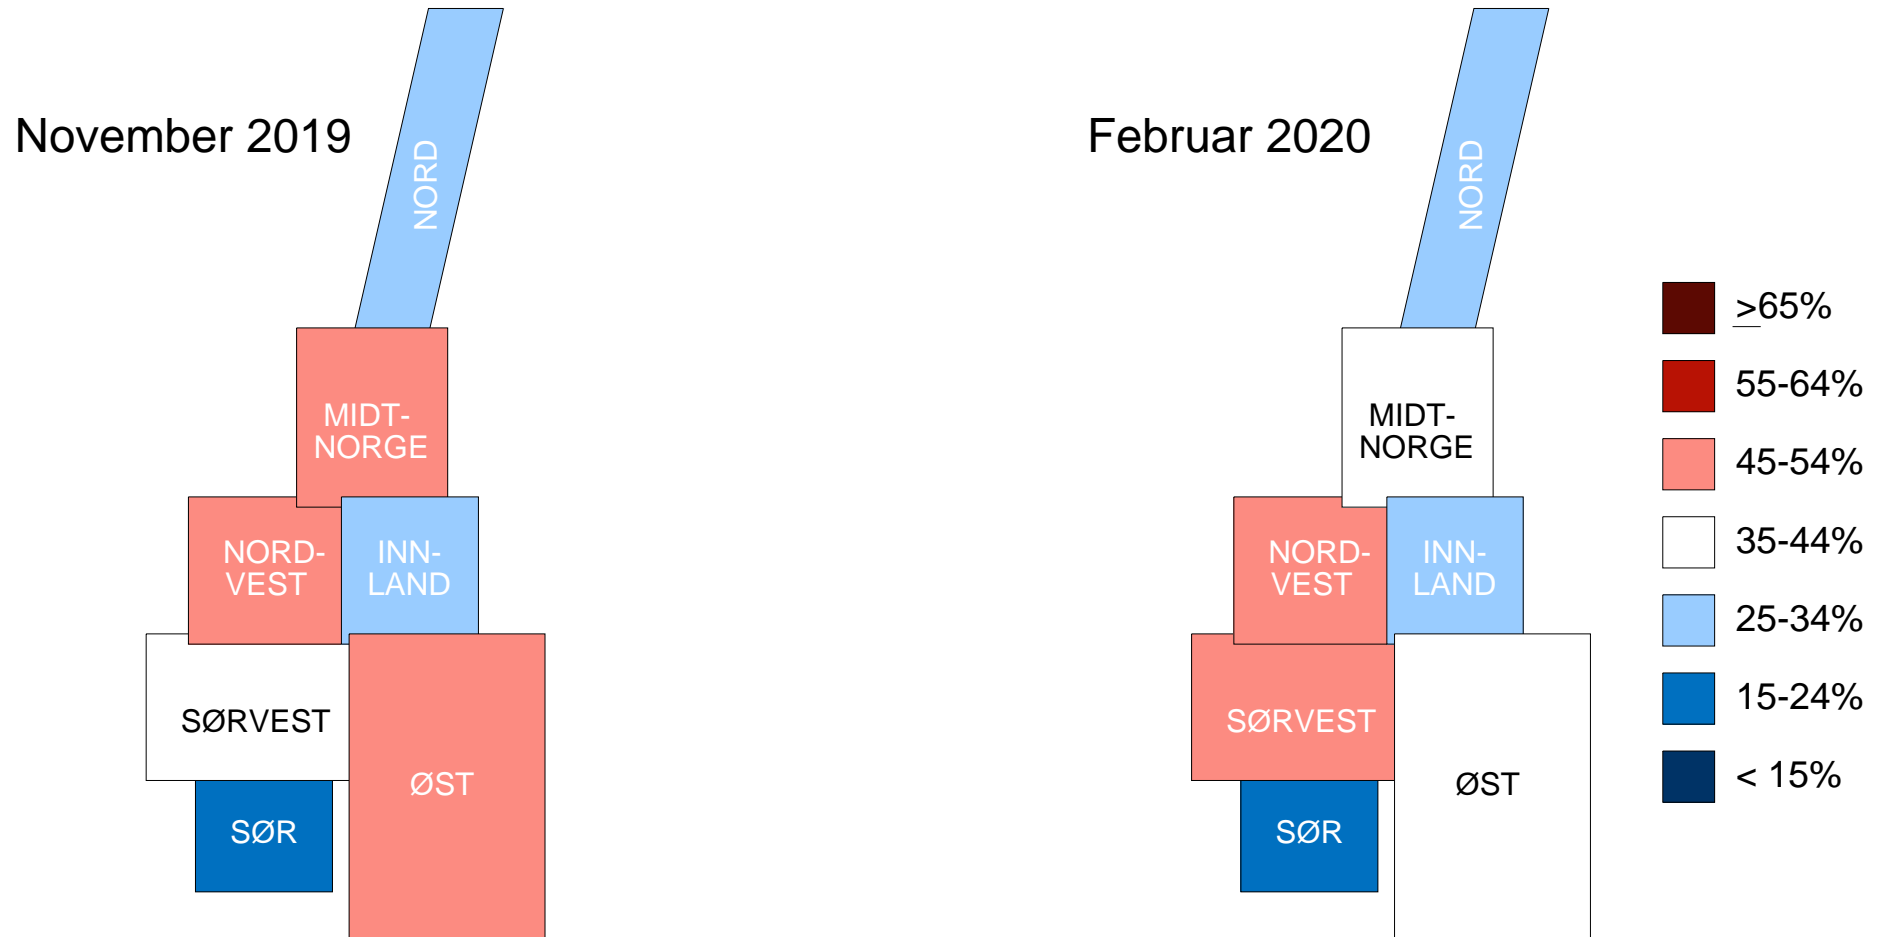 November 2019
NORD
MIDT-
NORGE
NORD-
VEST
INN-
LAND
SØRVEST
ØST
SØR
Februar 2020
NORD
MIDT-
NORGE
NORD-
VEST
INN-
LAND
SØRVEST
ØST
SØR
>65%
55-64%
45-54%
35-44%
25-34%
15-24%
< 15%